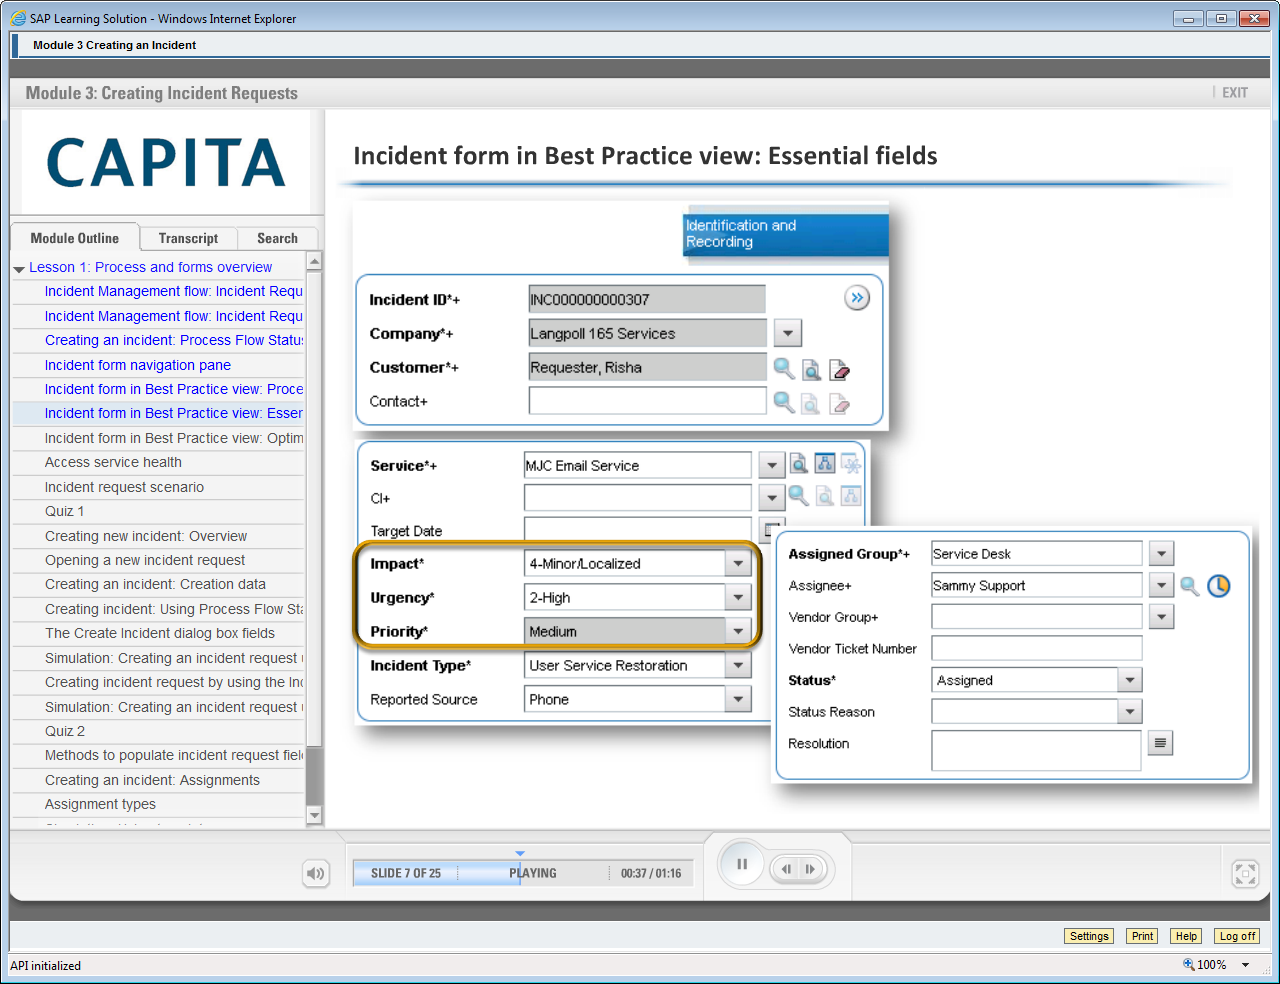 SAP Learning Solution - Windows Internet Explorer
Module 3 Creating an Incident
Module 3: Creating Incident Requests
EXIT
CAPITA
Module Outline
Transcript
Search
Lesson 1: Process and forms overview
Incident Management flow: Incident Requ
Incident Management flow: Incident Requ
Creating an incident: Process Flow Statu
Incident form navigation pane
Incident form in Best Practice view: Proce
Incident form in Best Practice view: Essen
Incident form in Best Practice view: Optim
Access service health
Incident request scenario
Quiz 1
Creating new incident: Overview
Opening a new incident request
Creating an incident: Creation data
Creating incident: Using Process Flow Sta
The Create Incident dialog box fields
Simulation: Creating an incident request
Creating incident request by using the Inc
Simulation: Creating an incident request
Quiz 2
Methods to populate incident request fiel
Creating an incident: Assignments
Assignment types
Incident form in Best Practice view: Essential fields
Identification and
Recording
Incident ID*+ INC000000000307
Company*+ Langpoll 165 Services
Customer*+ Requester, Risha
Contact+
Service*+ MJC Email Service
CI+
Target Date
Impact* 4-Minor/Localized
Urgency* 2-High
Priority* Medium
Incident Type* User Service Restoration
Reported Source Phone
Assigned Group*+ Service Desk
Assignee+ Sammy Support
Vendor Group+
Vendor Ticket Number
Status* Assigned
Status Reason
Resolution
SLIDE 7 OF 25 PLAYING 00:37 / 01:16
Settings Print Help Log off
API initialized
100%